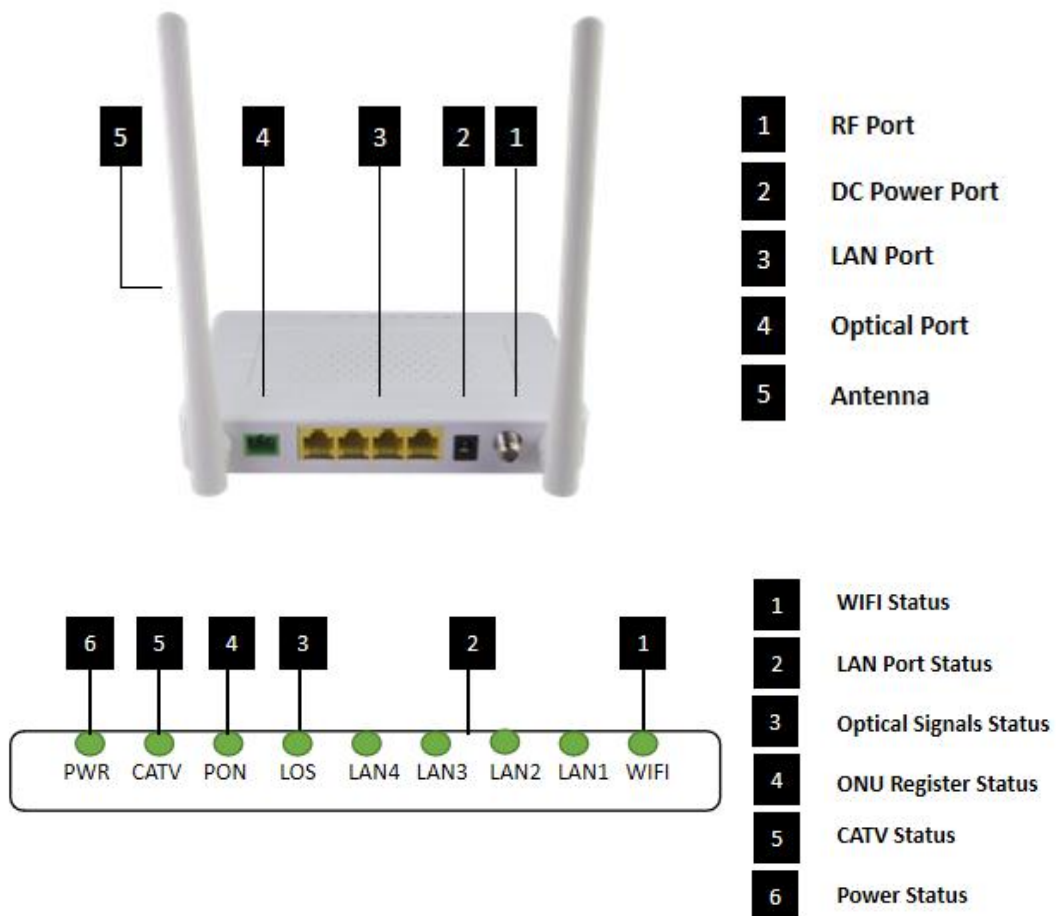 5
4
3
2
1
1 RF Port
2 DC Power Port
3 LAN Port
4 Optical Port
5 Antenna
6
5
4
3
2
1
PWR CATV PON LOS LAN4 LAN3 LAN2 LAN1 WIFI
1 WIFI Status
2 LAN Port Status
3 Optical Signals Status
4 ONU Register Status
5 CATV Status
6 Power Status